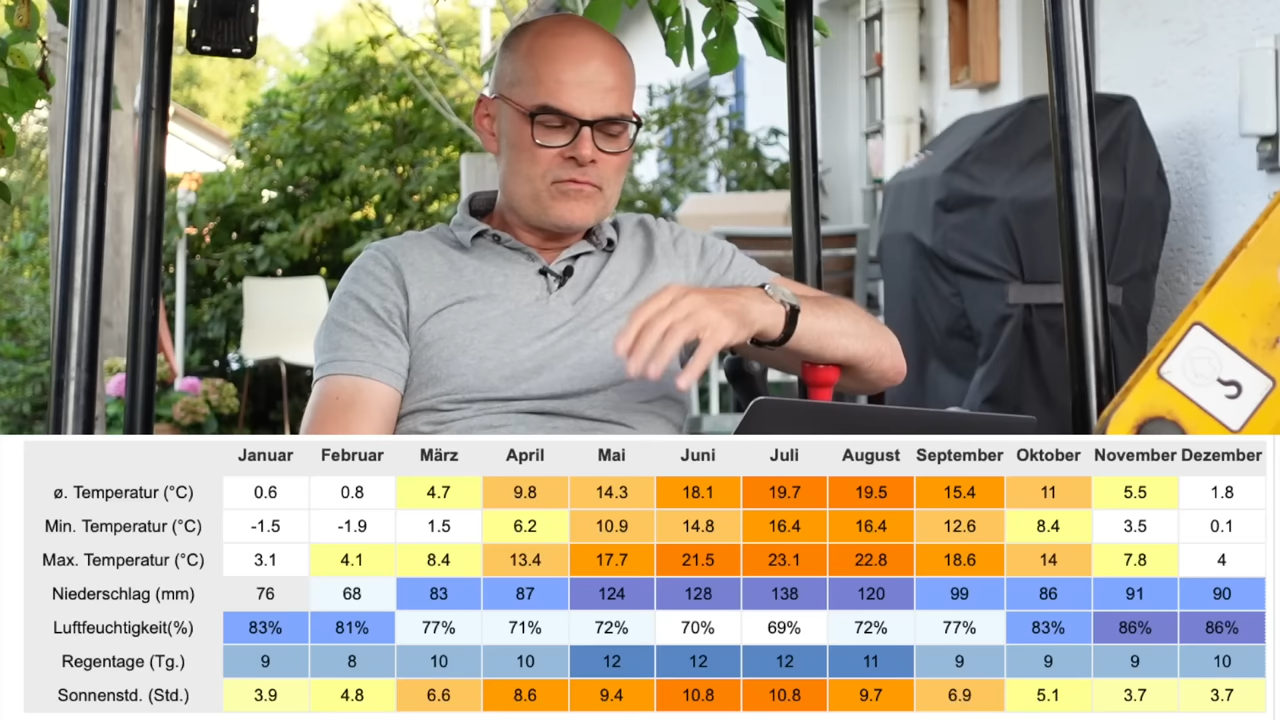 Januar Februar März April Mai Juni Juli August September Oktober November Dezember
ø. Temperatur (°C) 0.6 0.8 4.7 9.8 14.3 18.1 19.7 19.5 15.4 11 5.5 1.8
Min. Temperatur (°C) -1.5 -1.9 1.5 6.2 10.9 14.8 16.4 16.4 12.6 8.4 3.5 0.1
Max. Temperatur (°C) 3.1 4.1 8.4 13.4 17.7 21.5 23.1 22.8 18.6 14 7.8 4
Niederschlag (mm) 76 68 83 87 124 128 138 120 99 86 91 90
Luftfeuchtigkeit(%) 83% 81% 77% 71% 72% 70% 69% 72% 77% 83% 86% 86%
Regentage (Tg.) 9 8 10 10 12 12 12 11 9 9 9 10
Sonnenstd. (Std.) 3.9 4.8 6.6 8.6 9.4 10.8 10.8 9.7 6.9 5.1 3.7 3.7